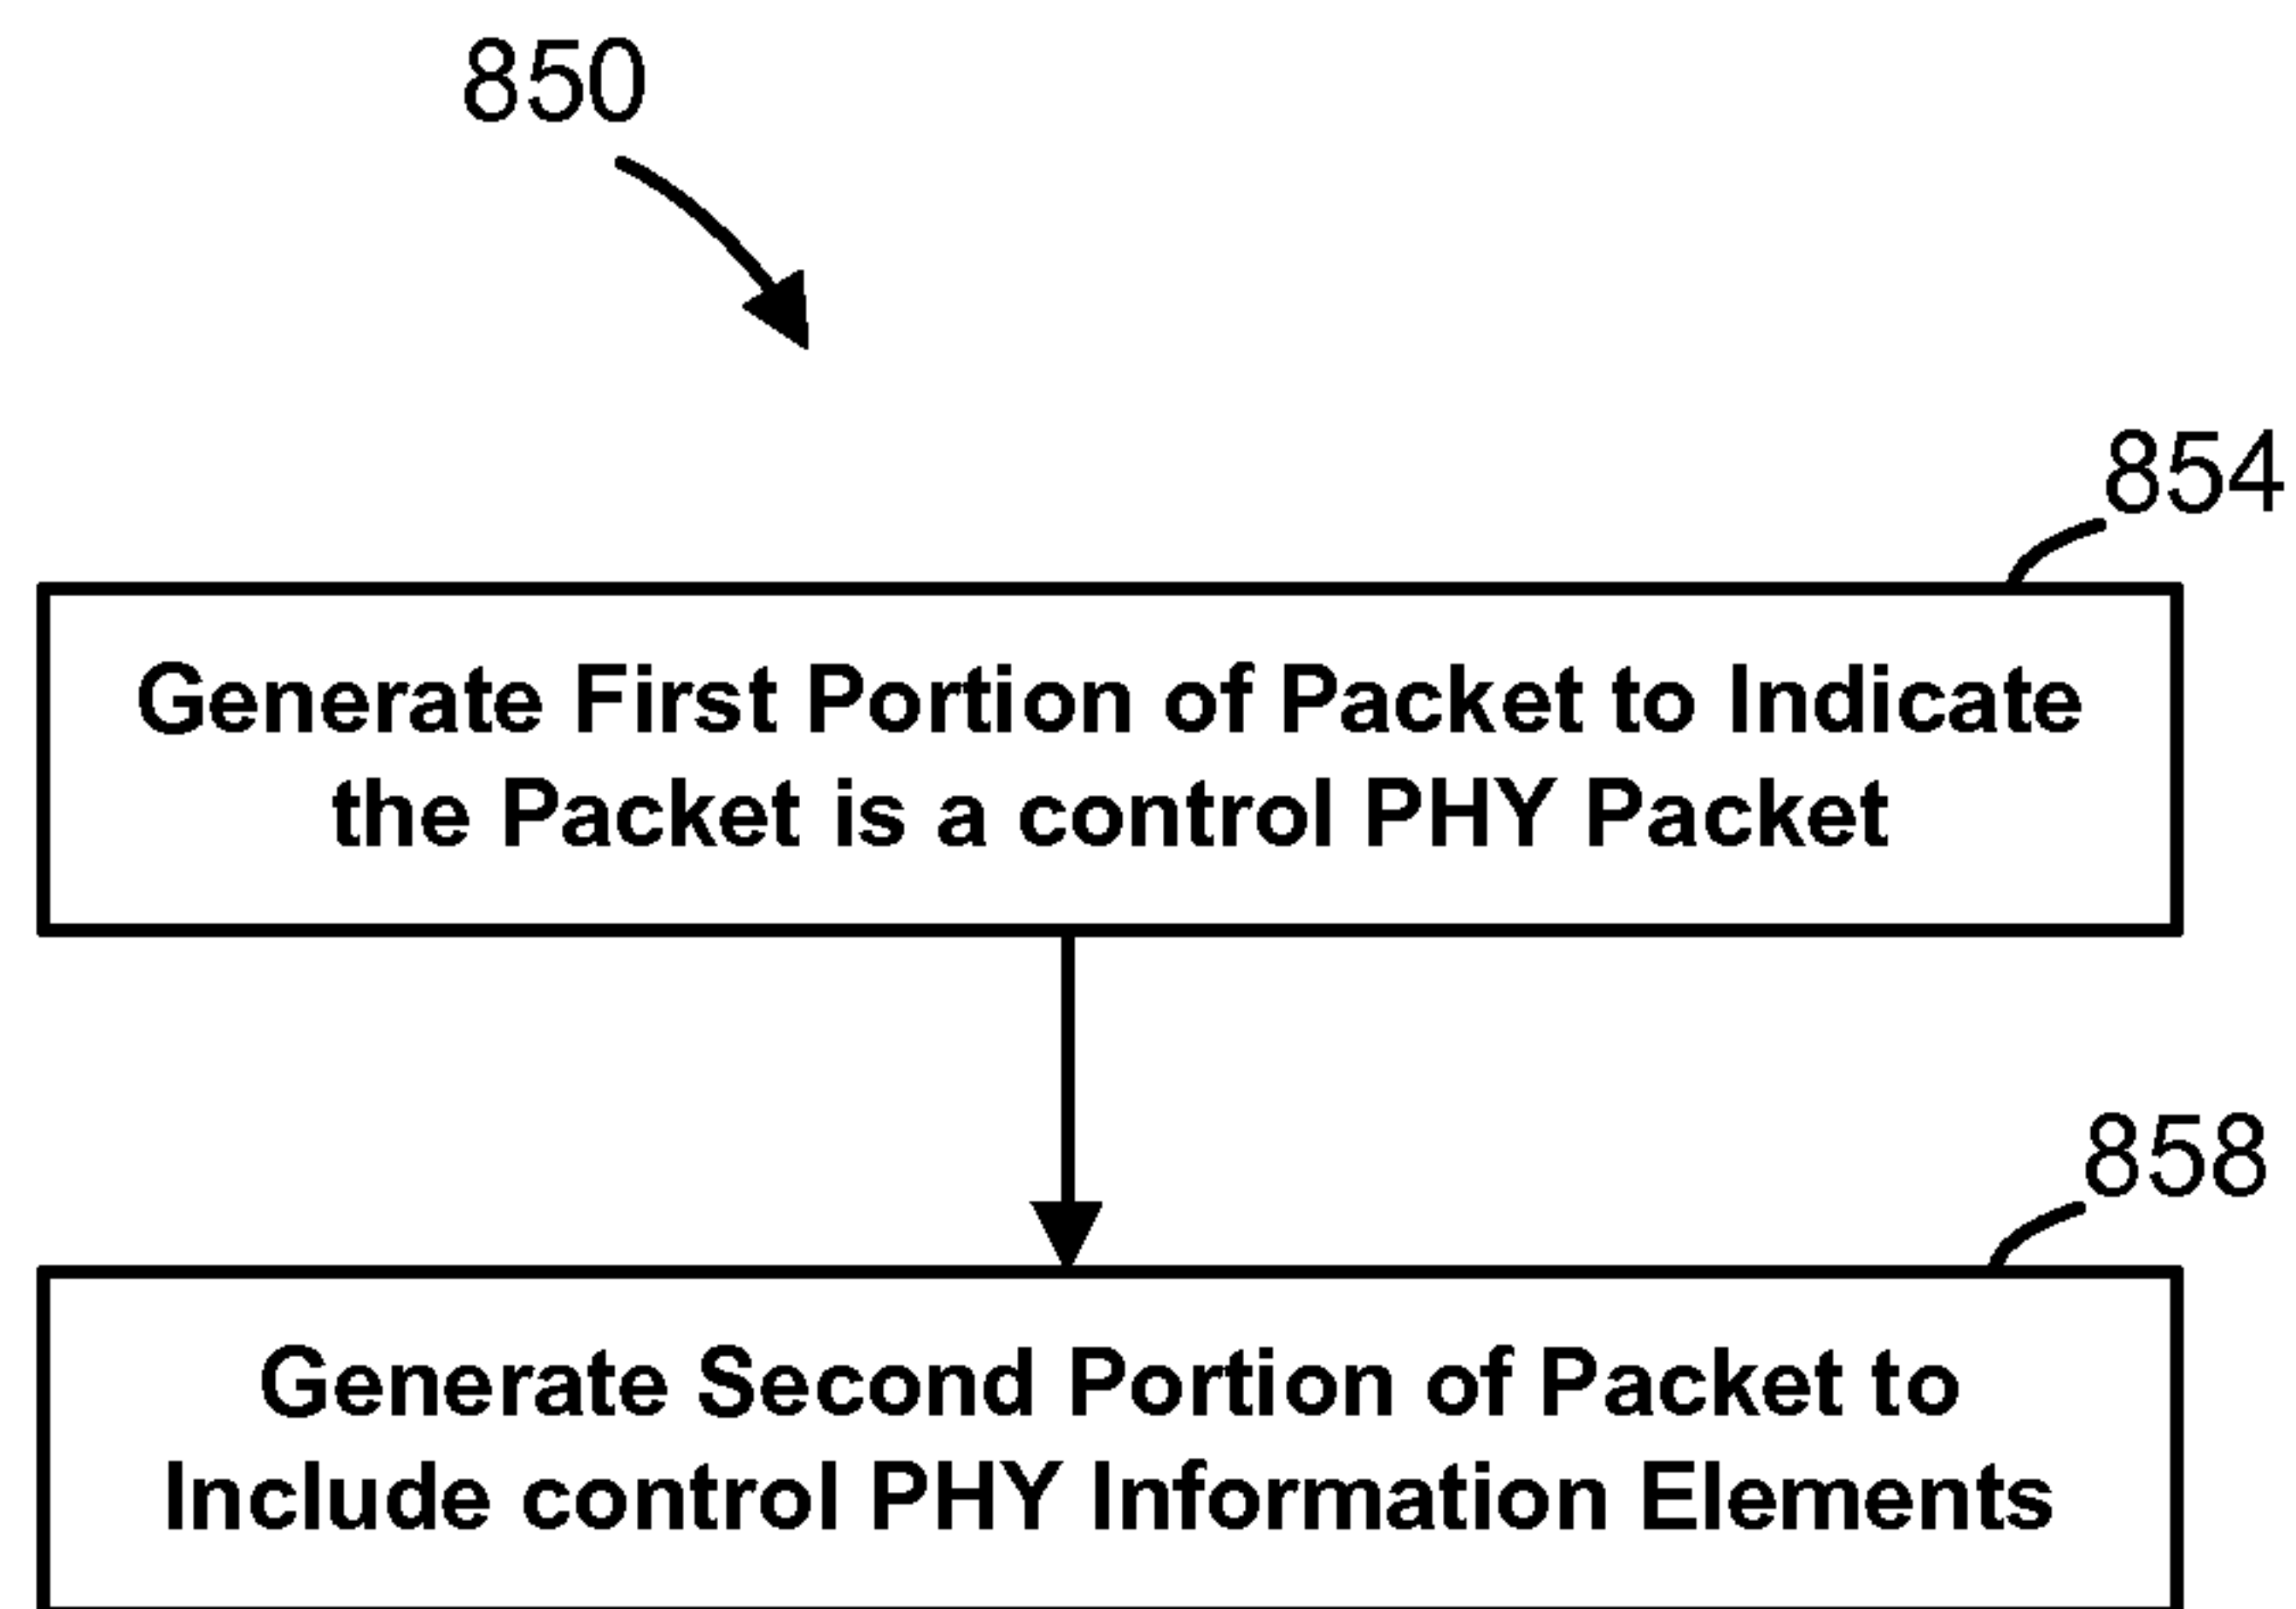 850
854
Generate First Portion of Packet to Indicate
the Packet is a control PHY Packet
858
Generate Second Portion of Packet to
Include control PHY Information Elements